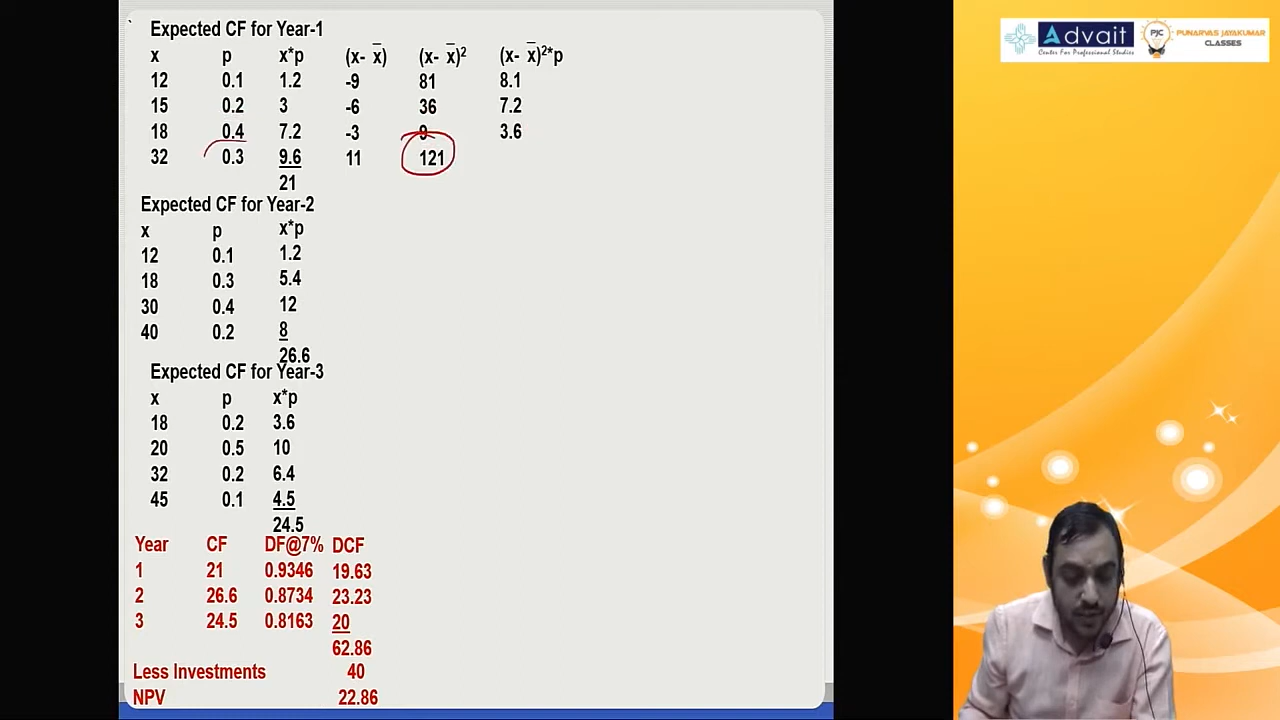 Expected CF for Year-1
x p x*p (x- x̅) (x- x̅)² (x- x̅)²*p
12 0.1 1.2 -9 81 8.1
15 0.2 3 -6 36 7.2
18 0.4 7.2 -3 9 3.6
32 0.3 9.6 11 121
21
Expected CF for Year-2
x p x*p
12 0.1 1.2
18 0.3 5.4
30 0.4 12
40 0.2 8
26.6
Expected CF for Year-3
x p x*p
18 0.2 3.6
20 0.5 10
32 0.2 6.4
45 0.1 4.5
24.5
Year CF DF@7% DCF
1 21 0.9346 19.63
2 26.6 0.8734 23.23
3 24.5 0.8163 20
62.86
Less Investments 40
NPV 22.86
Advait
Center For Professional Studies
PJC
PUNARVAS JAYAKUMAR
CLASSES